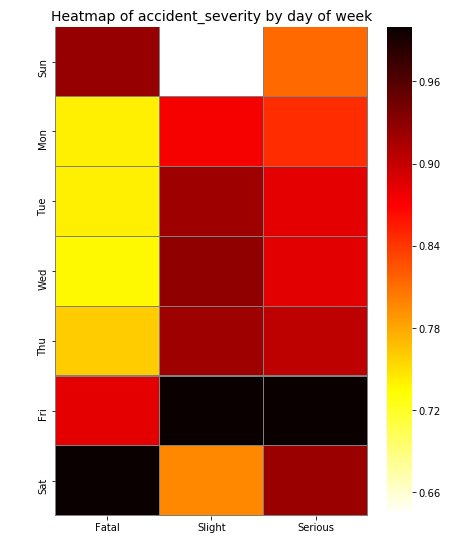 Heatmap of accident_severity by day of week
Sun
Mon
Tue
Wed
Thu
Fri
Sat
Fatal Slight Serious
0.96
0.90
0.84
0.78
0.72
0.66